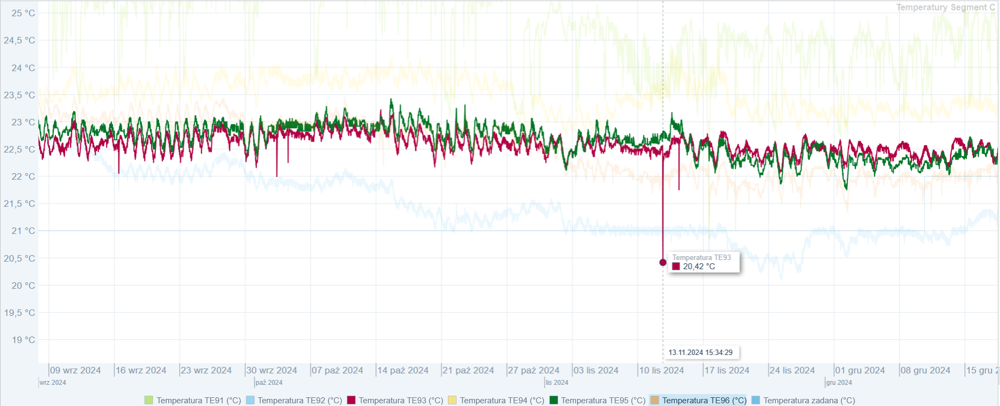 Temperatury Segment C
25 °C
24,5 °C
24 °C
23,5 °C
23 °C
22,5 °C
22 °C
21,5 °C
21 °C
20,5 °C
20 °C
19,5 °C
19 °C
Temperatura TE93
20,42 °C
13.11.2024 15:34:29
09 wrz 2024 16 wrz 2024 23 wrz 2024 30 wrz 2024 07 paź 2024 14 paź 2024 21 paź 2024 27 paź 2024 03 lis 2024 10 lis 2024 17 lis 2024 24 lis 2024 01 gru 2024 08 gru 2024 15 gru 2
wrz 2024 paź 2024 lis 2024 gru 2024
Temperatura TE91 (°C) Temperatura TE92 (°C) Temperatura TE93 (°C) Temperatura TE94 (°C) Temperatura TE95 (°C) Temperatura TE96 (°C) Temperatura zadana (°C)